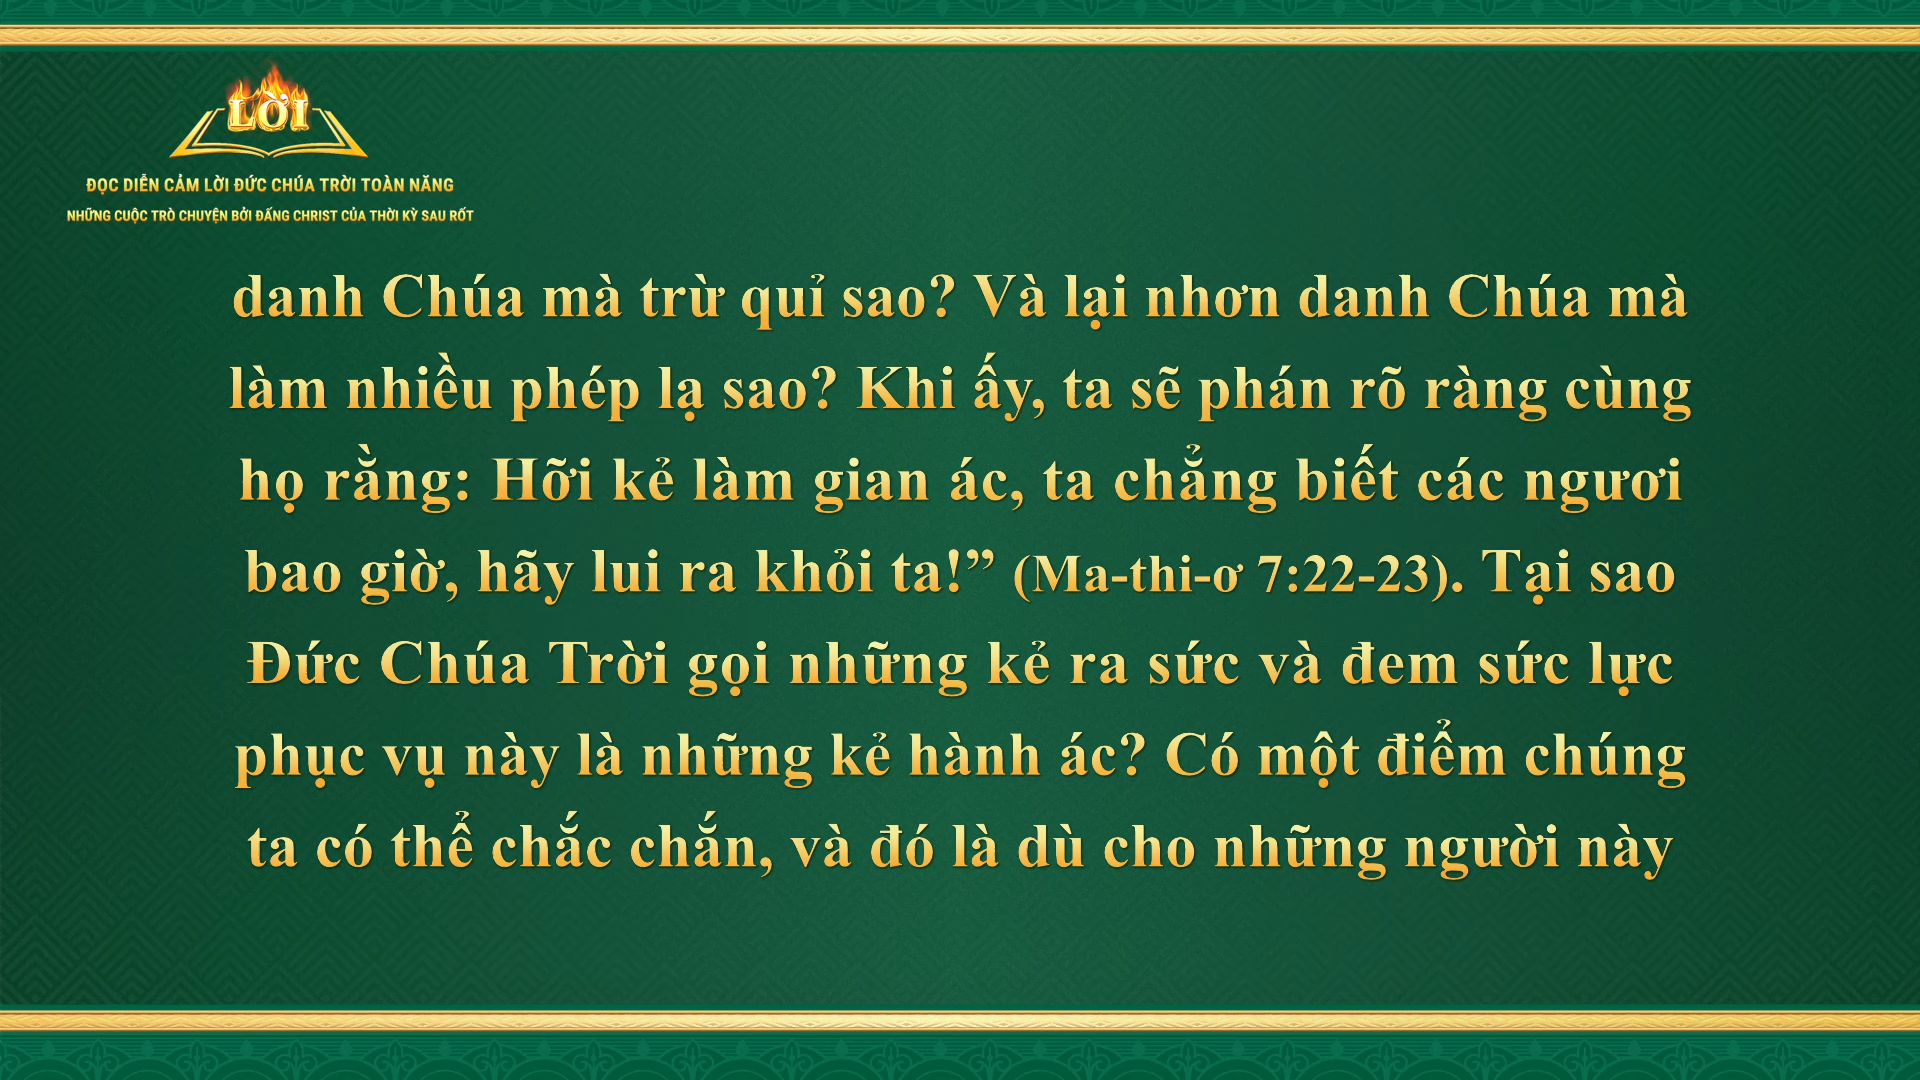 LỜI
ĐỌC DIỄN CẢM LỜI ĐỨC CHÚA TRỜI TOÀN NĂNG
NHỮNG CUỘC TRÒ CHUYỆN BỞI ĐẤNG CHRIST CỦA THỜI KỲ SAU RỐT
danh Chúa mà trừ quỉ sao? Và lại nhơn danh Chúa mà
làm nhiều phép lạ sao? Khi ấy, ta sẽ phán rõ ràng cùng
họ rằng: Hỡi kẻ làm gian ác, ta chẳng biết các ngươi
bao giờ, hãy lui ra khỏi ta!” (Ma-thi-ơ 7:22-23). Tại sao
Đức Chúa Trời gọi những kẻ ra sức và đem sức lực
phục vụ này là những kẻ hành ác? Có một điểm chúng
ta có thể chắc chắn, và đó là dù cho những người này